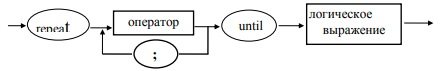 repeat
оператор
;
until
логическое
выражение